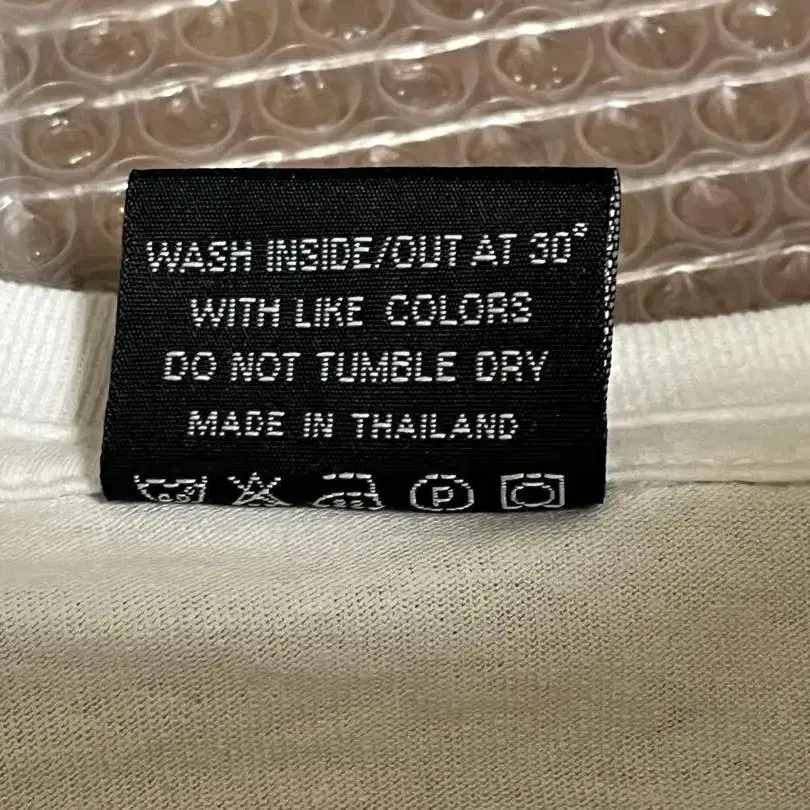 WASH INSIDE/OUT AT 30°
WITH LIKE COLORS
DO NOT TUMBLE DRY
MADE IN THAILAND
P